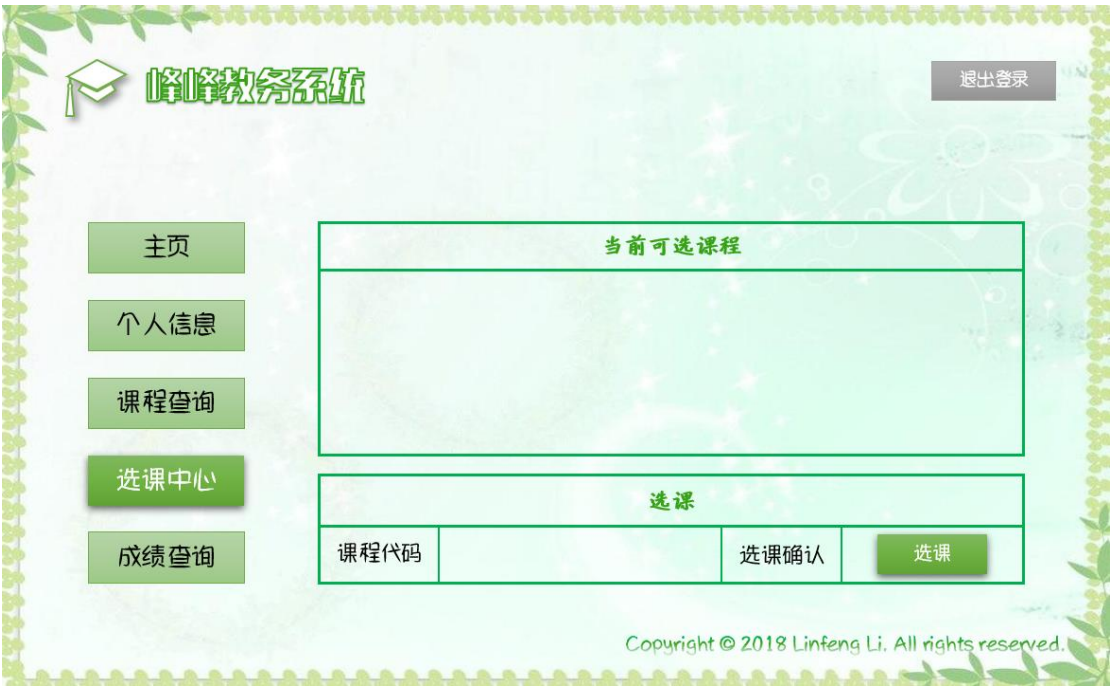 峰峰教务系统
退出登录
主页
个人信息
课程查询
选课中心
成绩查询
当前可选课程
选课
课程代码
选课确认
选课
Copyright © 2018 Linfeng Li. All rights reserved.